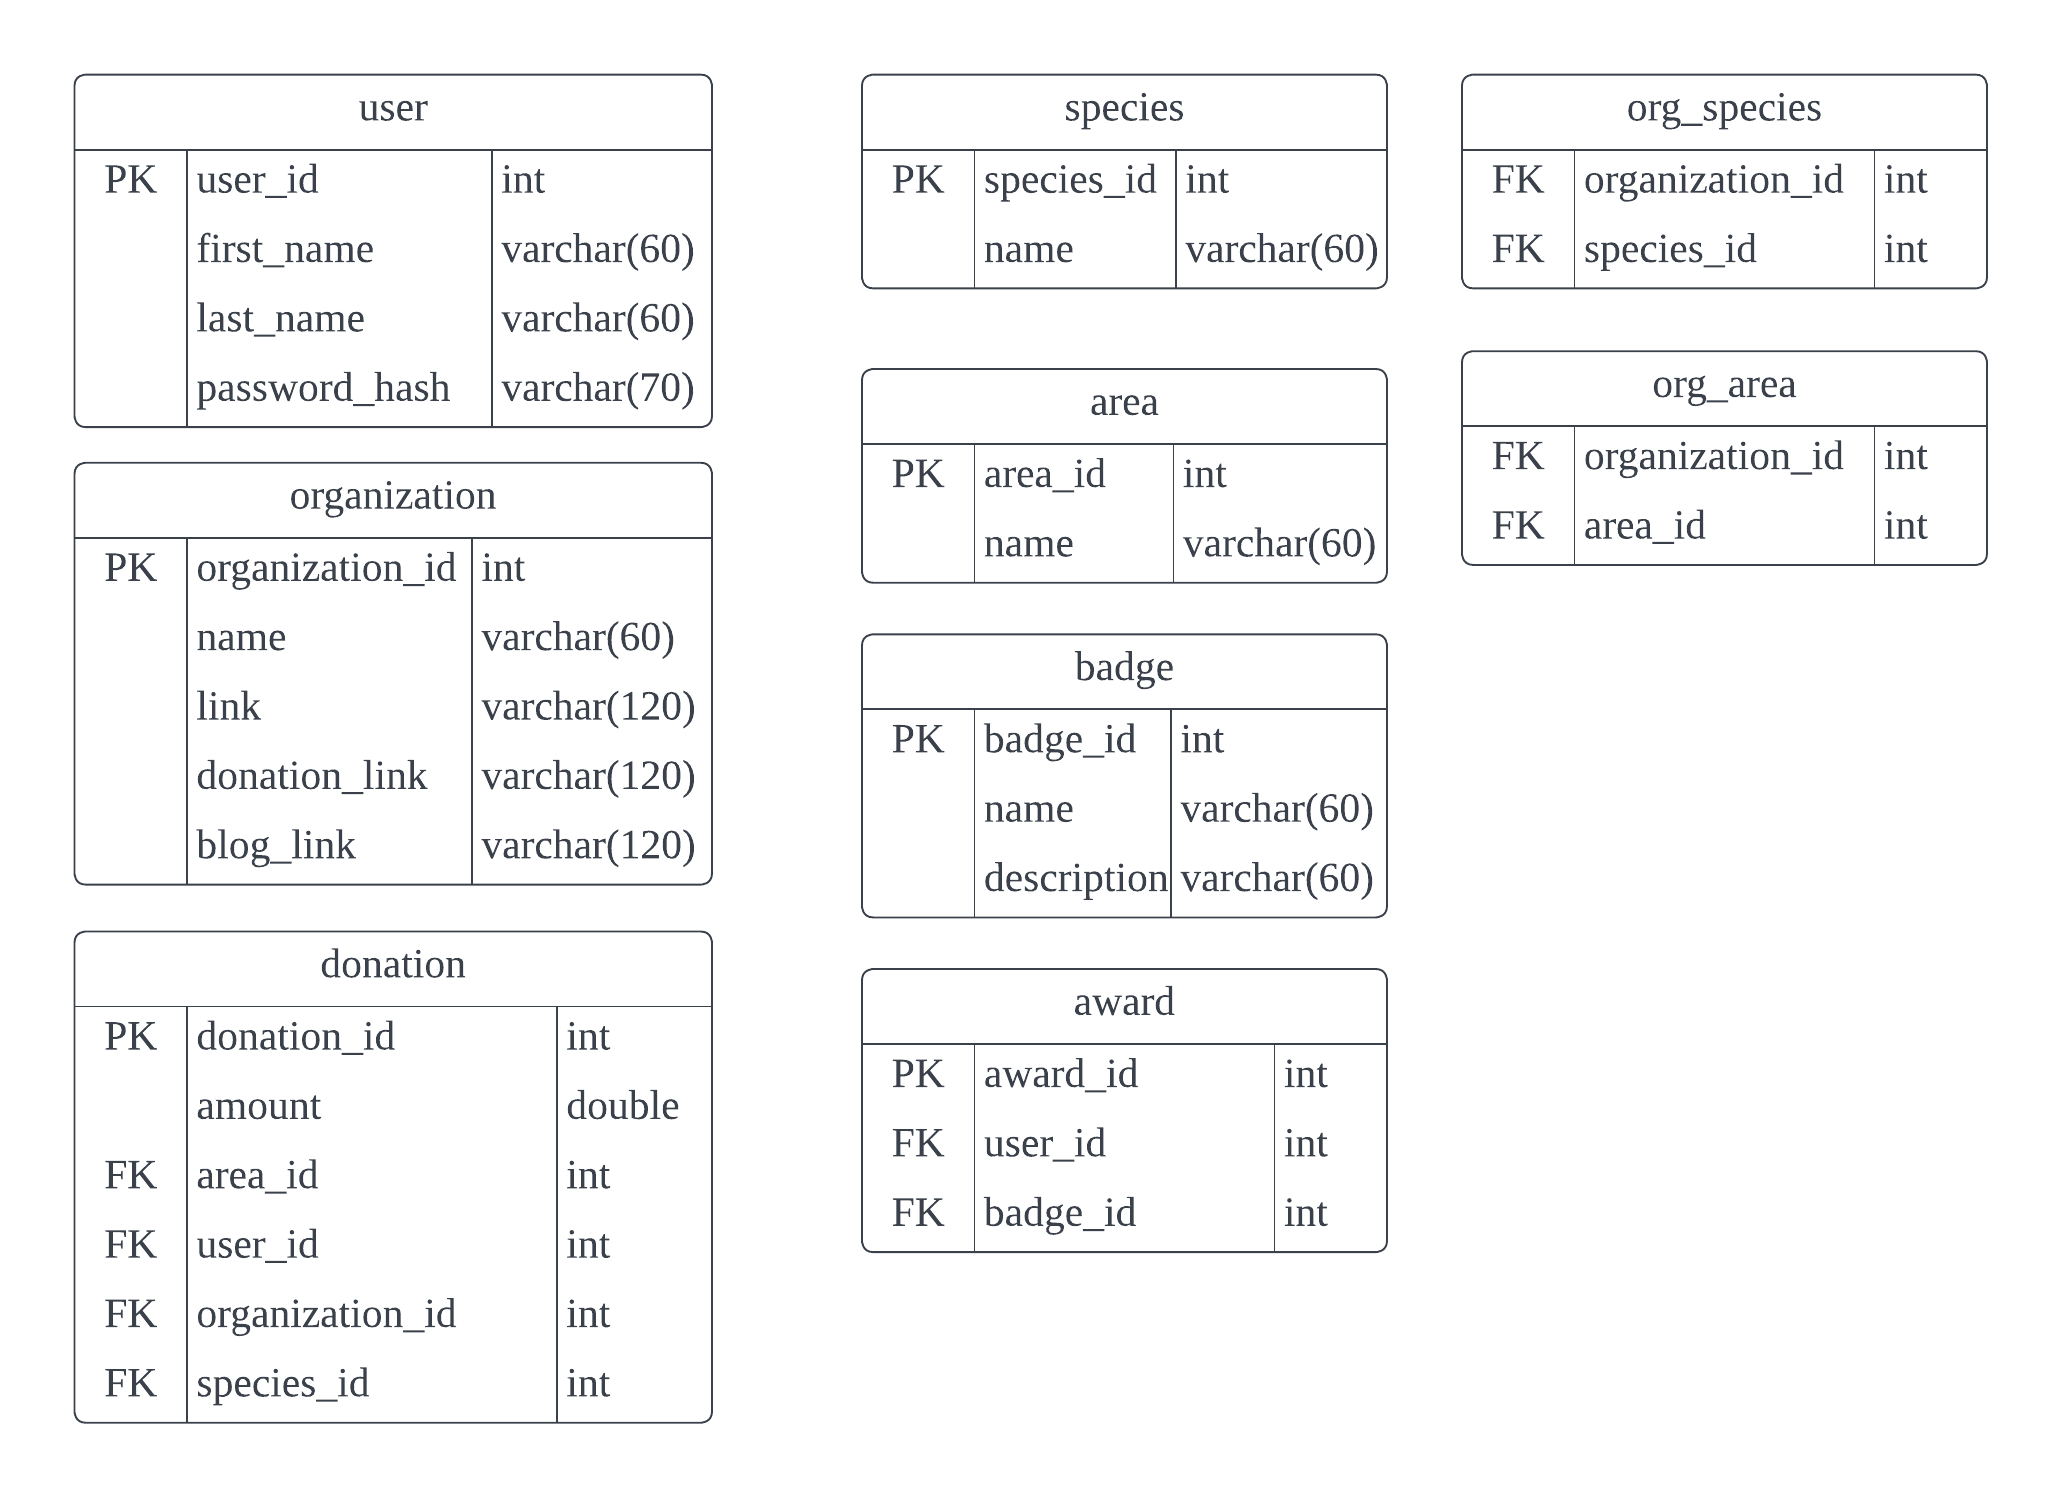 user
PK user_id int
first_name varchar(60)
last_name varchar(60)
password_hash varchar(70)
organization
PK organization_id int
name varchar(60)
link varchar(120)
donation_link varchar(120)
blog_link varchar(120)
donation
PK donation_id int
amount double
FK area_id int
FK user_id int
FK organization_id int
FK species_id int
species
PK species_id int
name varchar(60)
area
PK area_id int
name varchar(60)
badge
PK badge_id int
name varchar(60)
description varchar(60)
award
PK award_id int
FK user_id int
FK badge_id int
org_species
FK organization_id int
FK species_id int
org_area
FK organization_id int
FK area_id int